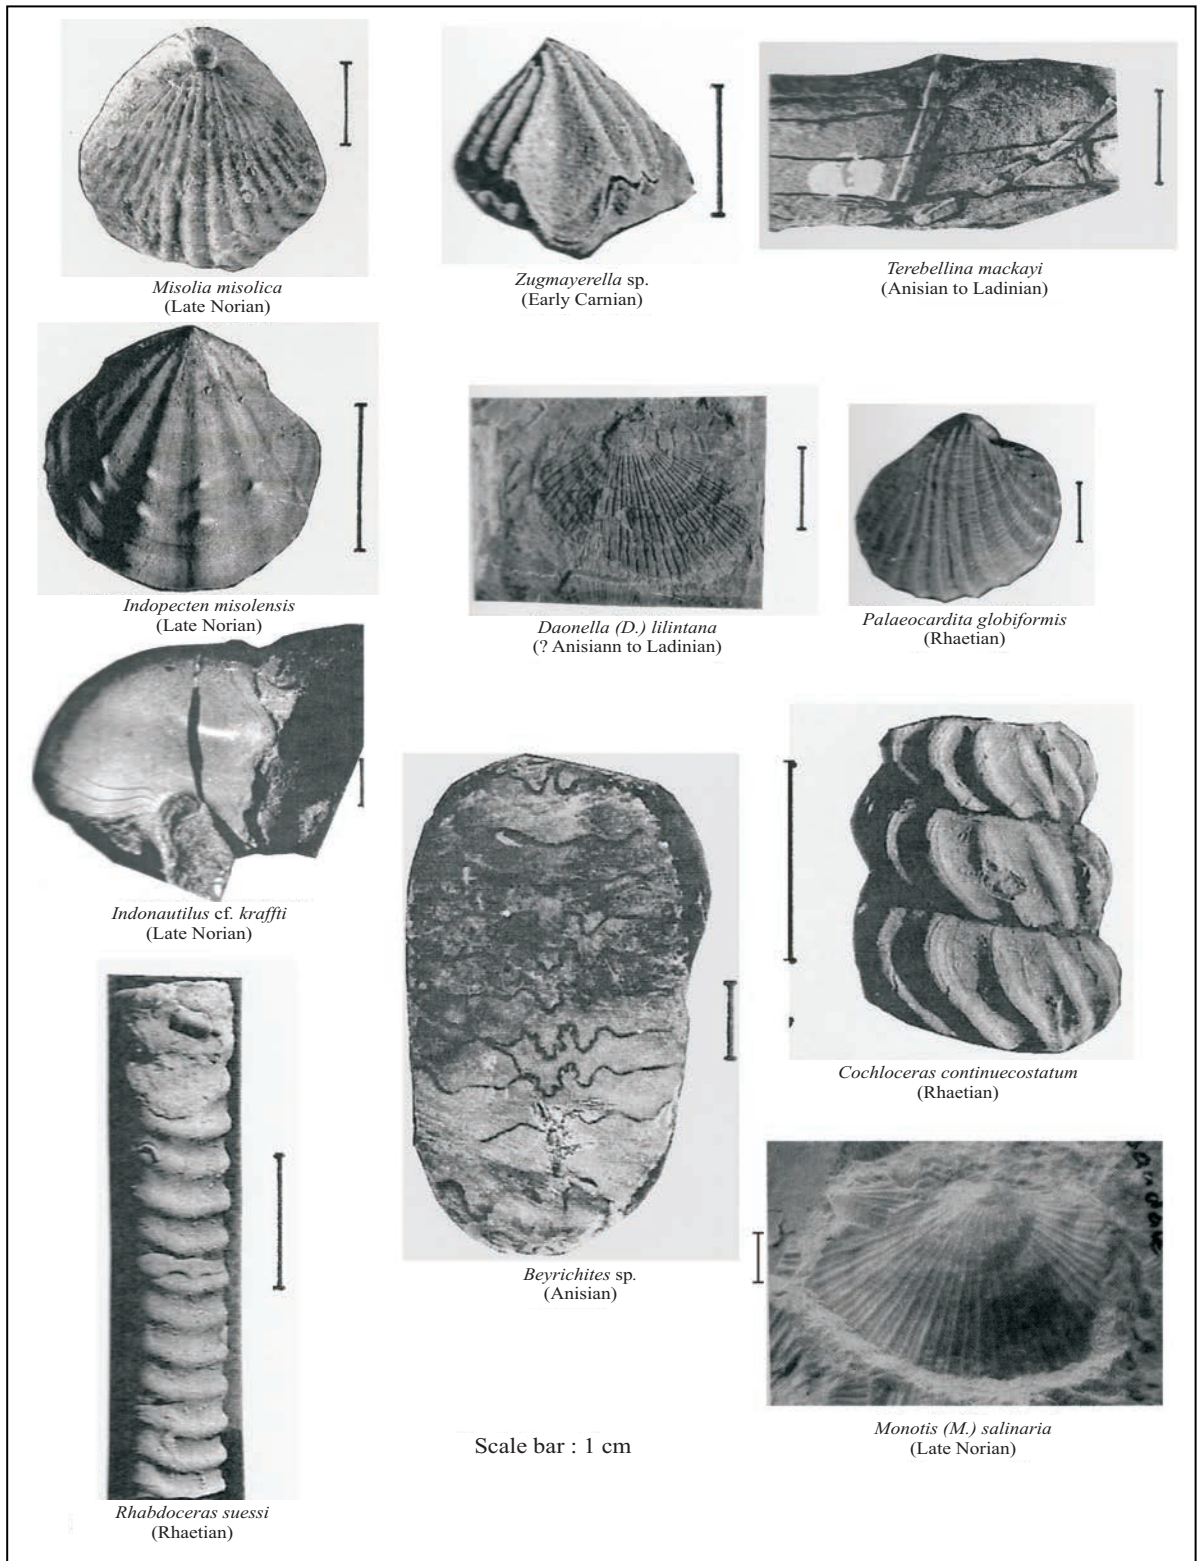 Misolia misolica
(Late Norian)
Zugmayerella sp.
(Early Carnian)
Terebellina mackayi
(Anisian to Ladinian)
Indopecten misolensis
(Late Norian)
Daonella (D.) lilintana
(? Anisiann to Ladinian)
Palaeocardita globiformis
(Rhaetian)
Indonautilus cf. kraffti
(Late Norian)
Cochloceras continuecostatum
(Rhaetian)
Beyrichites sp.
(Anisian)
Monotis (M.) salinaria
(Late Norian)
Scale bar : 1 cm
Rhabdoceras suessi
(Rhaetian)